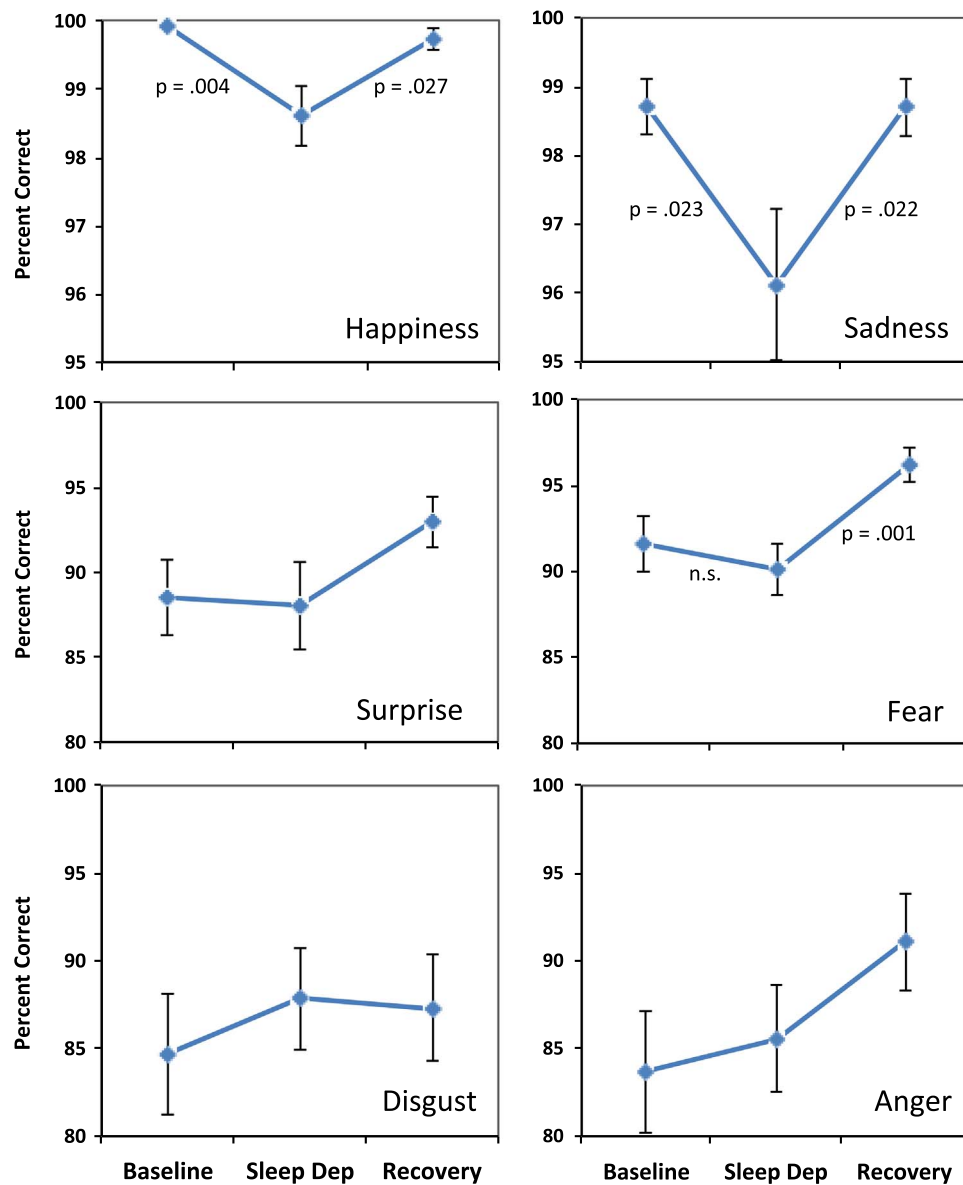 Percent Correct
100
99
98
97
96
95
p = .004
p = .027
Happiness
100
99
98
97
96
95
p = .023
p = .022
Sadness
Percent Correct
100
95
90
85
80
Surprise
100
95
90
85
80
n.s.
p = .001
Fear
Percent Correct
100
95
90
85
80
Disgust
Baseline Sleep Dep Recovery
100
95
90
85
80
Anger
Baseline Sleep Dep Recovery